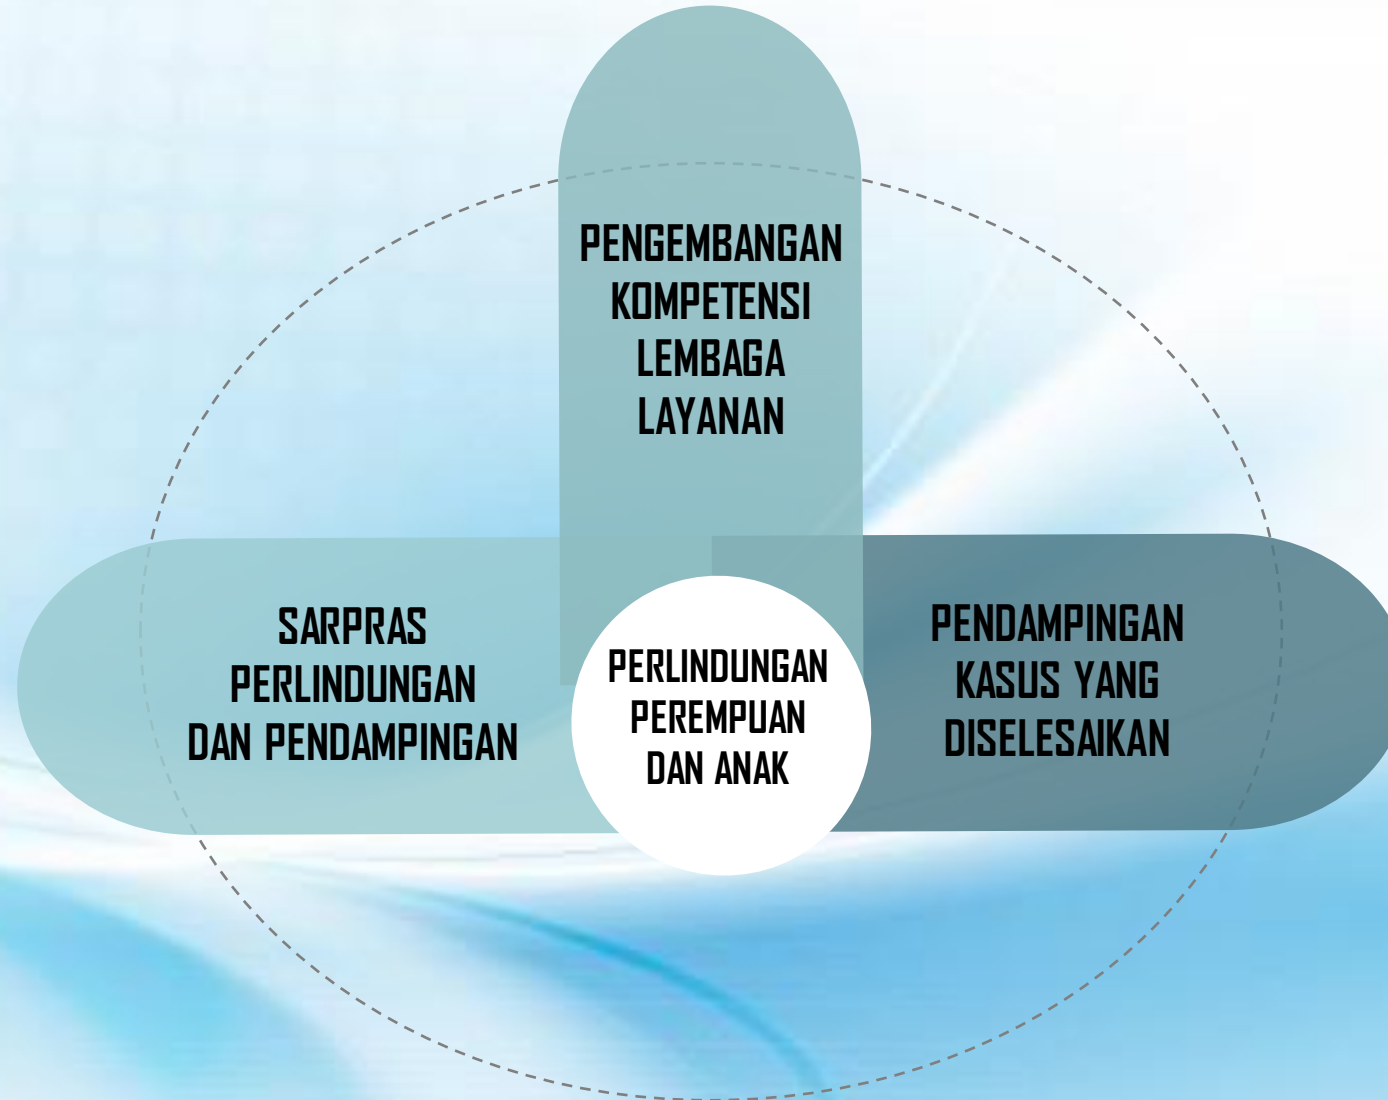 PENGEMBANGAN
KOMPETENSI
LEMBAGA
LAYANAN
SARPRAS
PERLINDUNGAN
DAN PENDAMPINGAN
PERLINDUNGAN
PEREMPUAN
DAN ANAK
PENDAMPINGAN
KASUS YANG
DISELESAIKAN